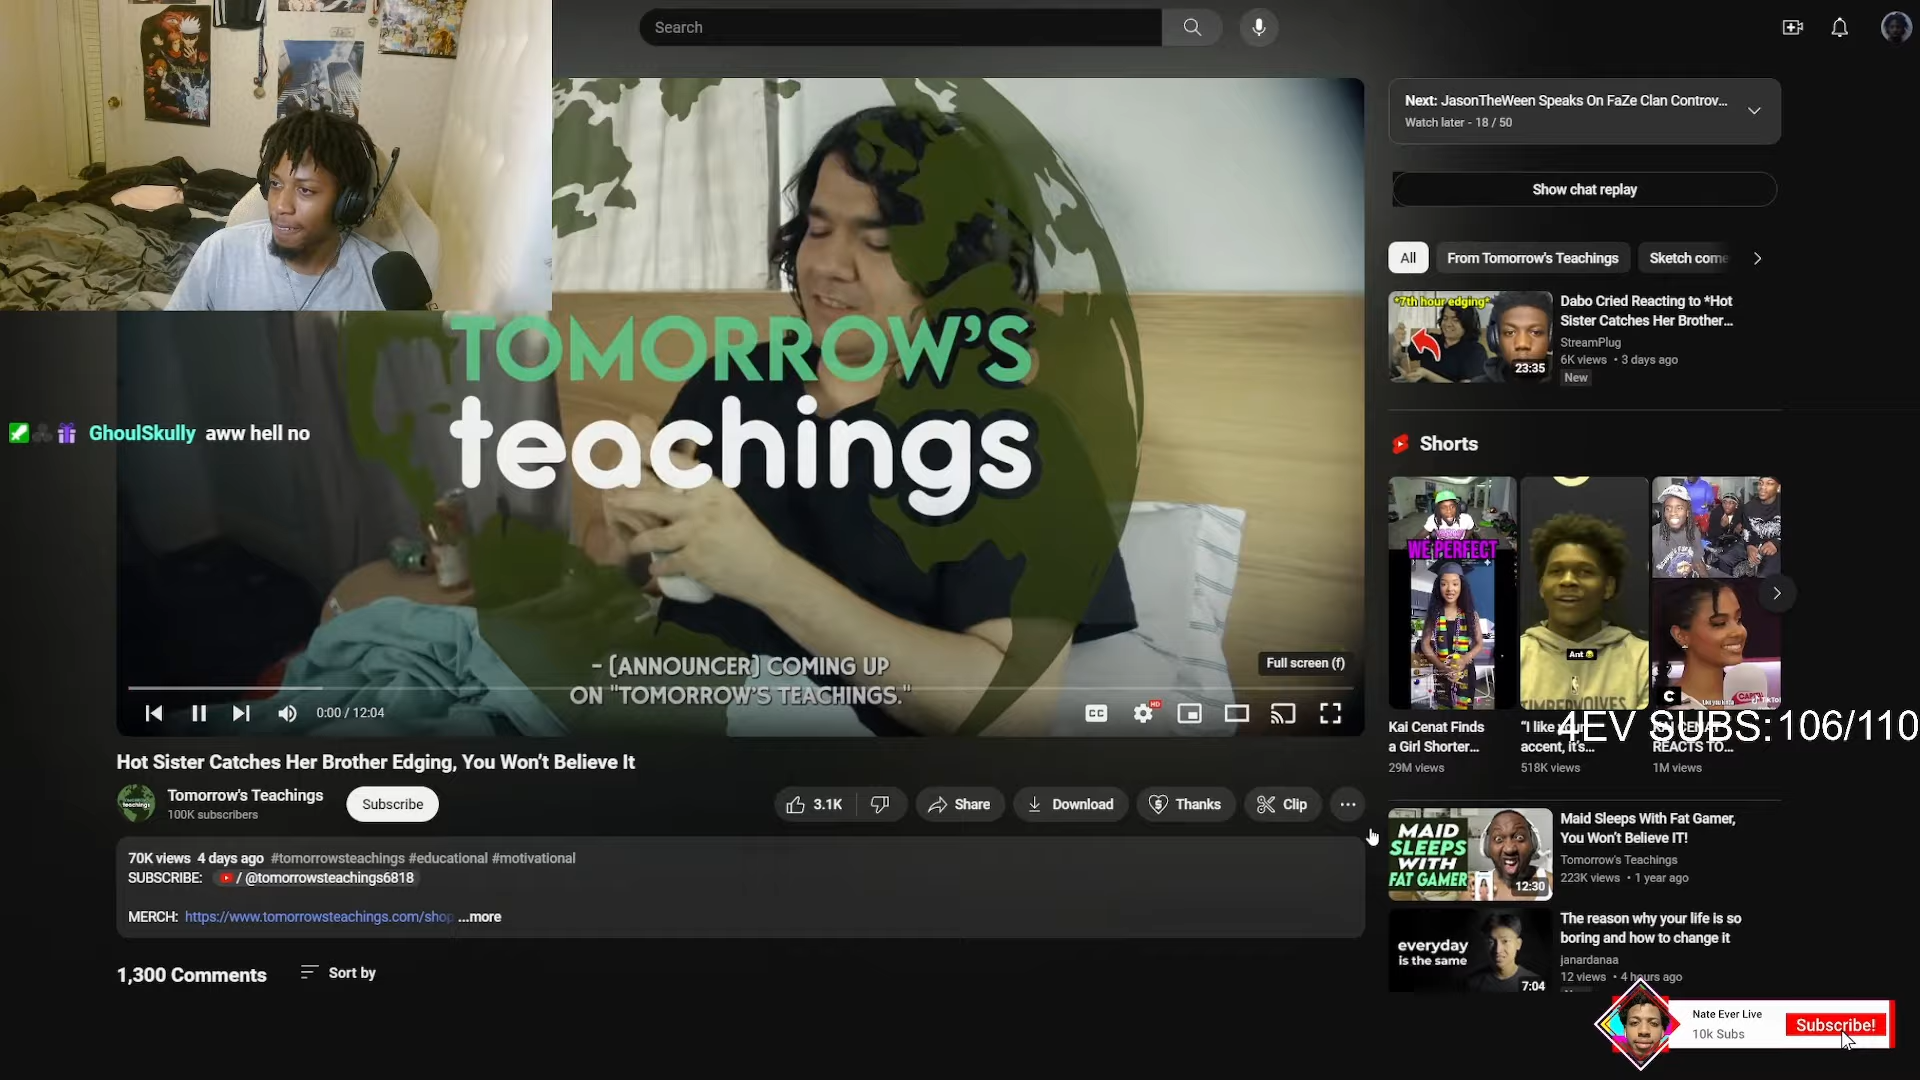 Search
TOMORROW'S
teachings
GhoulSkully aww hell no
- [ANNOUNCER] COMING UP
ON "TOMORROW'S TEACHINGS."
Full screen (f)
0:00 / 12:04
CC
HD
Hot Sister Catches Her Brother Edging, You Won't Believe It
Tomorrow's Teachings
100K subscribers
Subscribe
3.1K
Share
Download
Thanks
Clip
70K views 4 days ago #tomorrowsteachings #educational #motivational
SUBSCRIBE: / @tomorrowsteachings6818
MERCH: https://www.tomorrowsteachings.com/shop ...more
1,300 Comments
Sort by
Next: JasonTheWeen Speaks On FaZe Clan Controv...
Watch later - 18 / 50
Show chat replay
All
From Tomorrow's Teachings
Sketch come
*7th hour edging*
23:35
Dabo Cried Reacting to *Hot
Sister Catches Her Brother...
StreamPlug
6K views • 3 days ago
New
Shorts
WE PERFECT
Ant
Kai Cenat Finds
a Girl Shorter...
29M views
accent, it's...
518K views
REACTS TO...
1M views
4EV SUBS: 106/110
MAID
SLEEPS
WITH
FAT GAMER
12:30
Maid Sleeps With Fat Gamer,
You Won't Believe IT!
Tomorrow's Teachings
223K views • 1 year ago
everyday
is the same
7:04
The reason why your life is so
boring and how to change it
janardanaa
12 views • 4 hours ago
Nate Ever Live
10k Subs
Subscribe!